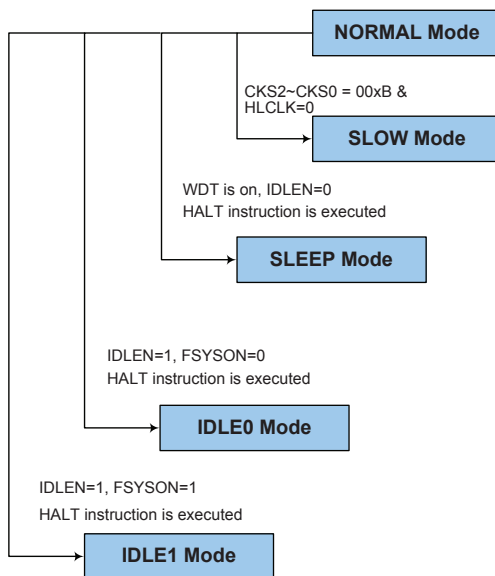 NORMAL Mode
CKS2~CKS0 = 00xB &
HLCLK=0
SLOW Mode
WDT is on, IDLEN=0
HALT instruction is executed
SLEEP Mode
IDLEN=1, FSYSON=0
HALT instruction is executed
IDLE0 Mode
IDLEN=1, FSYSON=1
HALT instruction is executed
IDLE1 Mode